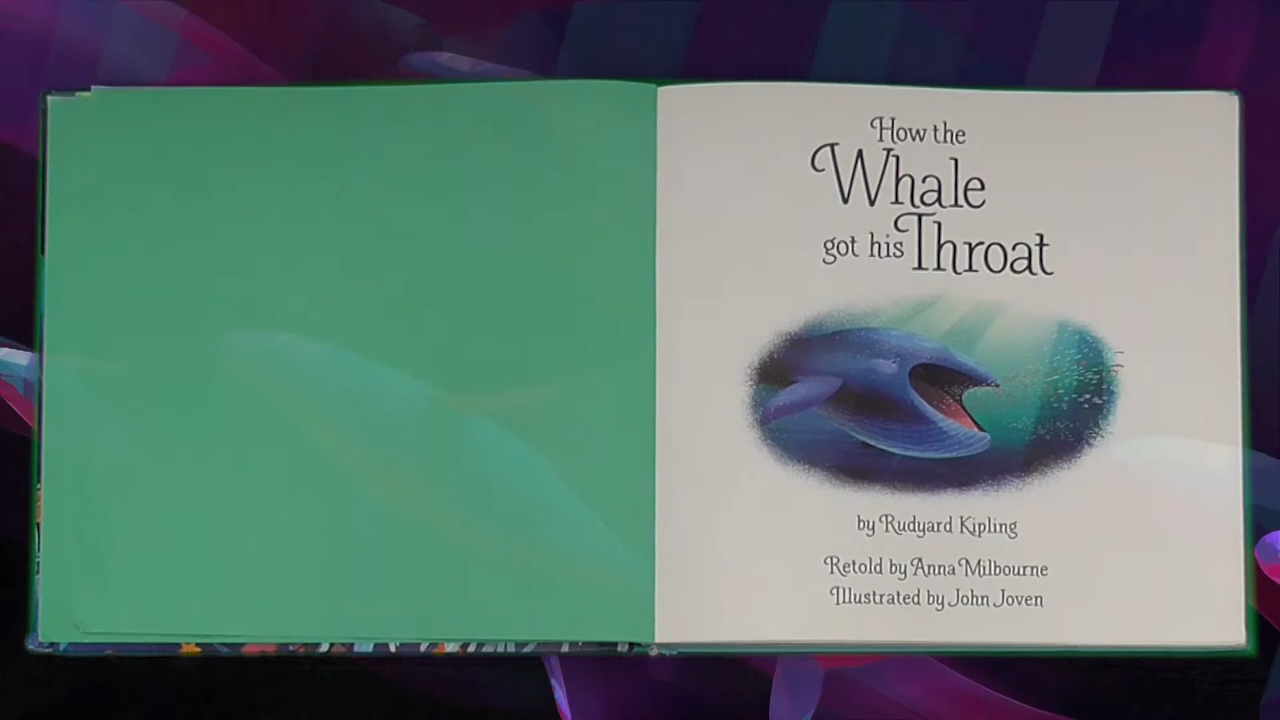 How the
Whale
got his Throat
by Rudyard Kipling
Retold by Anna Milbourne
Illustrated by John Joven